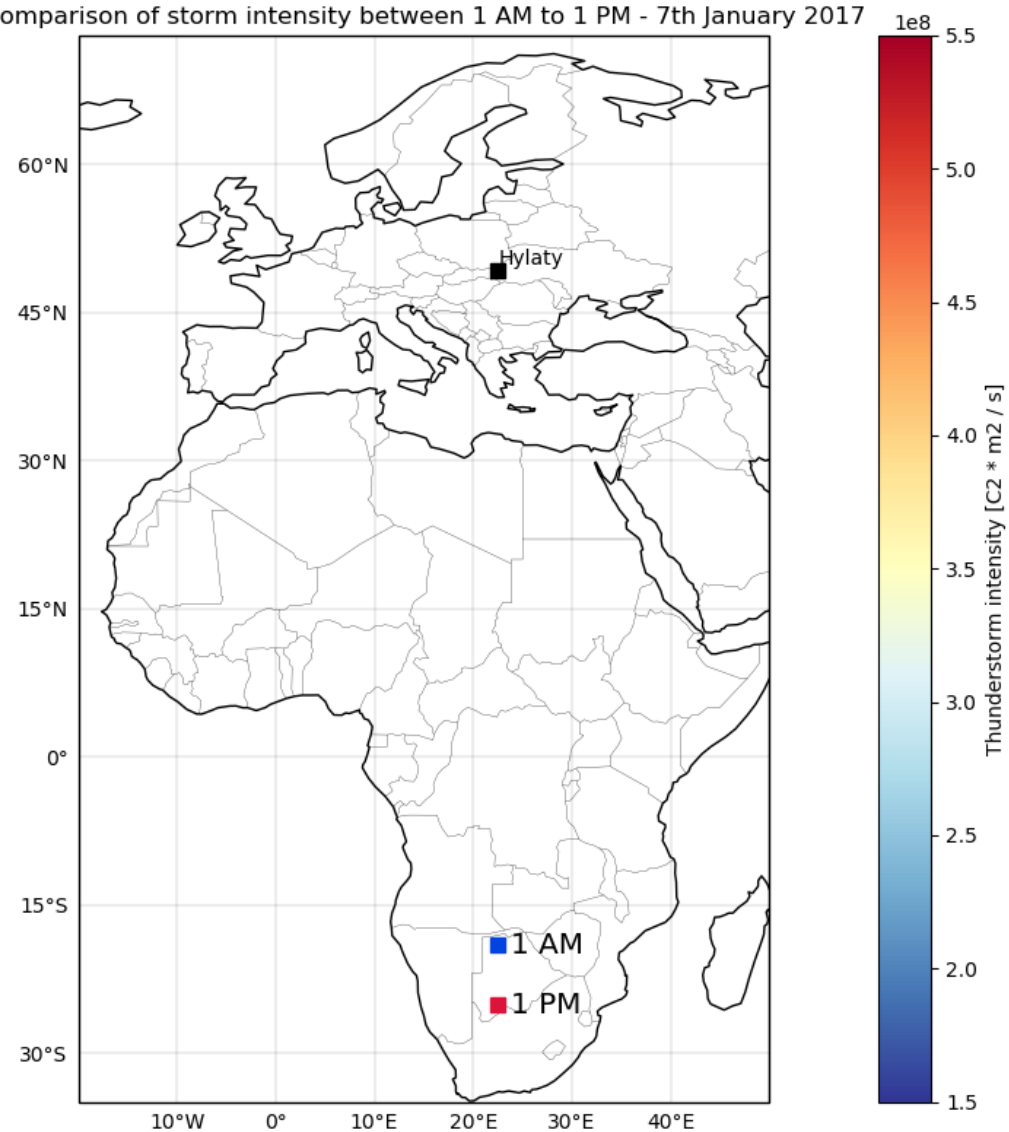 omparison of storm intensity between 1 AM to 1 PM - 7th January 2017
1e8
5.5
60°N
5.0
Hylaty
45°N
4.5
30°N
4.0
3.5
15°N
Thunderstorm intensity [C2 * m2 / s]
3.0
0°
2.5
15°S
1 AM
2.0
1 PM
30°S
1.5
10°W 0° 10°E 20°E 30°E 40°E